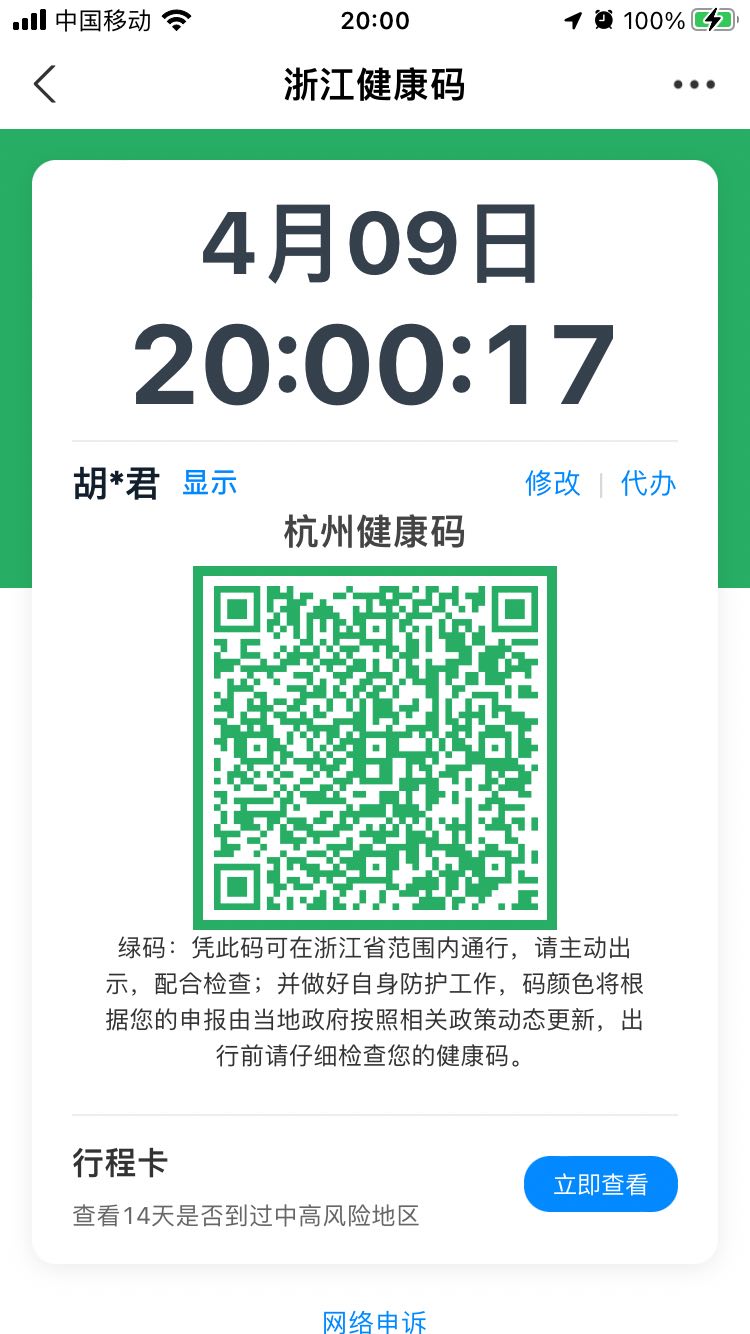 中国移动 20:00 100%
浙江健康码
4月09日
20:00:17
胡*君 显示 修改 | 代办
杭州健康码
绿码：凭此码可在浙江省范围内通行，请主动出
示，配合检查；并做好自身防护工作，码颜色将根
据您的申报由当地政府按照相关政策动态更新，出
行前请仔细检查您的健康码。
行程卡
立即查看
查看14天是否到过中高风险地区
网络申诉